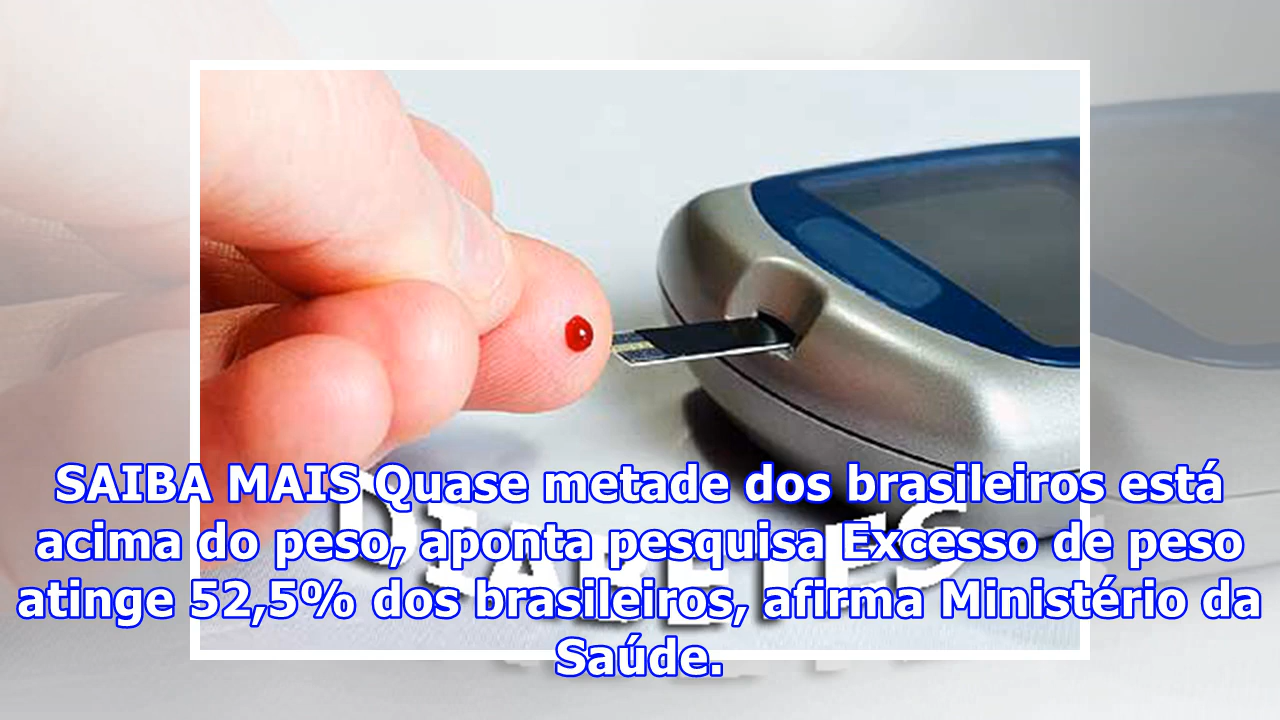 SAIBA MAIS Quase metade dos brasileiros está
acima do peso, aponta pesquisa Excesso de peso
atinge 52,5% dos brasileiros, afirma Ministério da
Saúde.
DIABETES